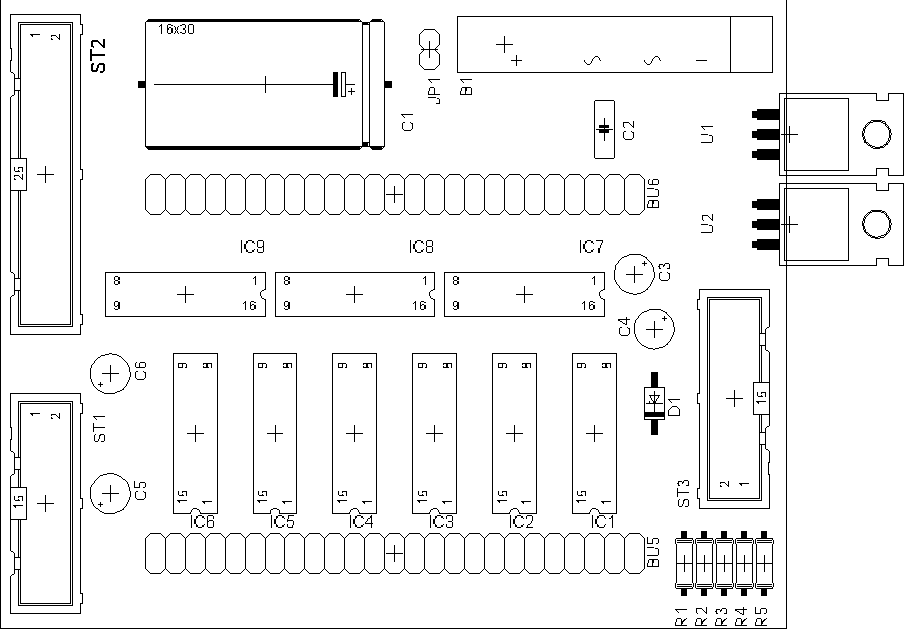 1 2
ST2
25
16x30
+
C1
JP1
B1
+ ~ ~ -
C2
U1
U2
BU6
IC9
IC8
IC7
8 1
9 16
8 1
9 16
8 1
9 16
C3
+
C4
+
C6
+
C5
+
1 2
ST1
15
9 8
9 8
9 8
9 8
9 8
9 8
15 1
15 1
15 1
15 1
15 1
15 1
IC6
IC5
IC4
IC3
IC2
IC1
D1
15
2 1
ST3
BU5
R1
R2
R3
R4
R5